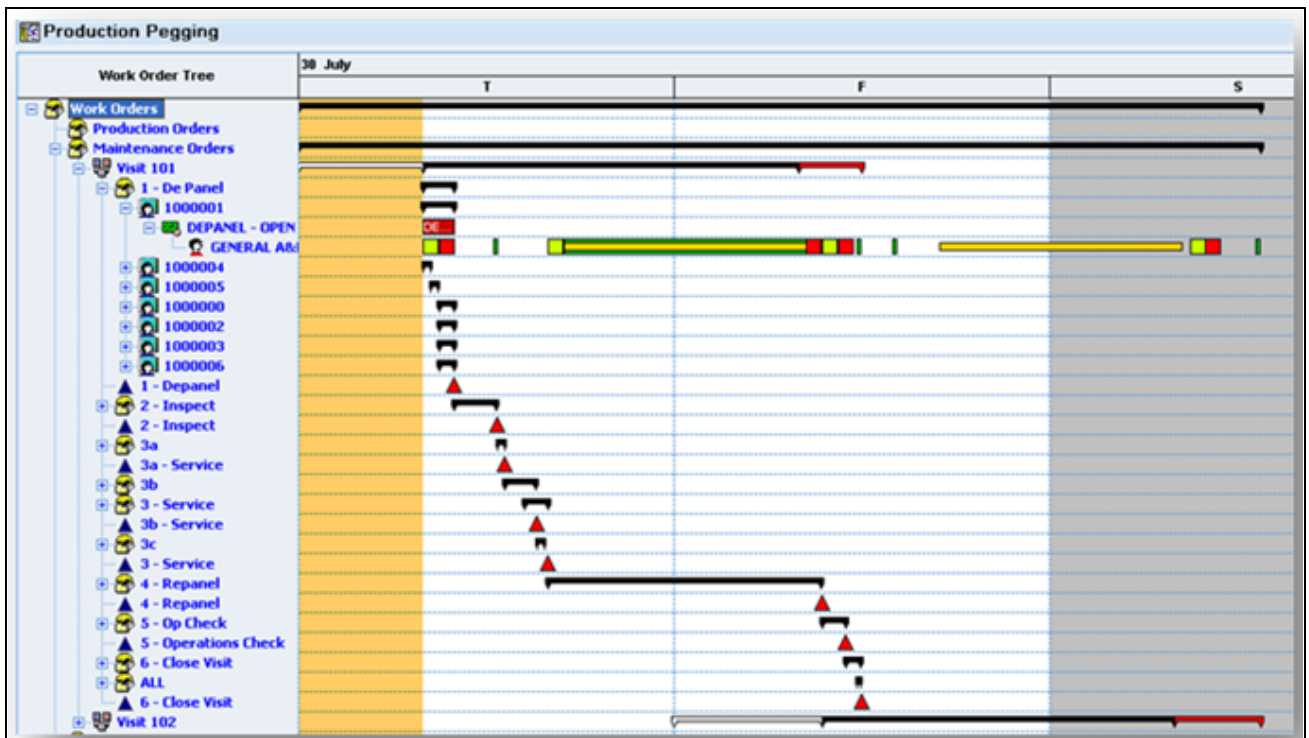 Production Pegging
Work Order Tree
30 July
T F S
Work Orders
Production Orders
Maintenance Orders
Visit 101
1 - De Panel
1000001
DEPANEL - OPEN
DE...
GENERAL A&
1000004
1000005
1000000
1000002
1000003
1000006
1 - Depanel
2 - Inspect
2 - Inspect
3a
3a - Service
3b
3 - Service
3b - Service
3c
3 - Service
4 - Repanel
4 - Repanel
5 - Op Check
5 - Operations Check
6 - Close Visit
ALL
6 - Close Visit
Visit 102